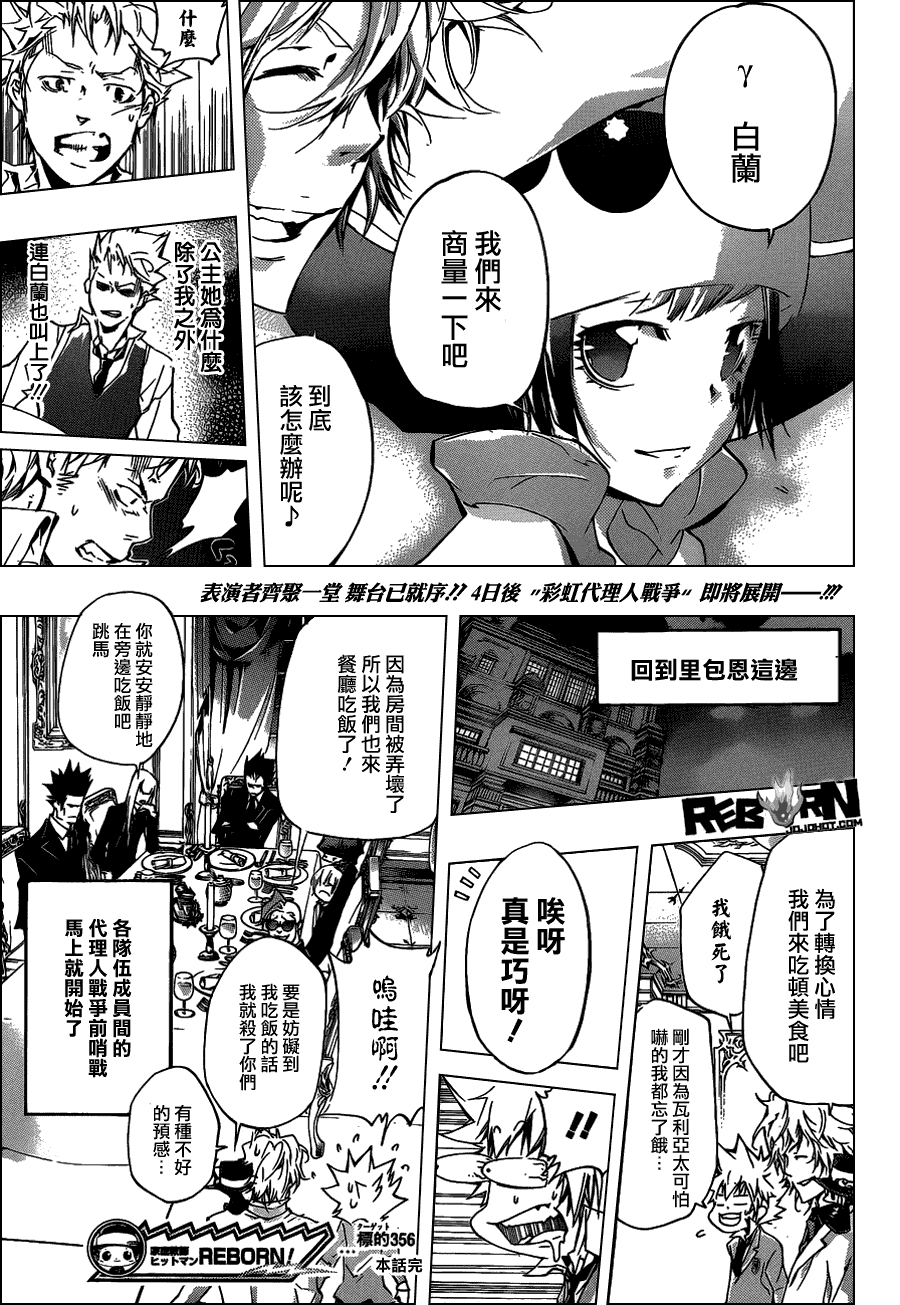 γ
白蘭
我們來
商量一下吧
到底
該怎麼辦呢♪
什麼
公主她為什麼
除了我之外
連白蘭也叫上了!!
表演者齊聚一堂 舞台已就序!! 4日後 〝彩虹代理人戰爭〞 即將展開——!!!
回到里包恩這邊
因為房間被弄壞了
所以我們也來
餐廳吃飯了！
你就安安靜靜地
在旁邊吃飯吧
跳馬
REBORN
JOJOHOT.COM
為了轉換心情
我們來吃頓美食吧
我餓死了
剛才因為瓦利亞太可怕
嚇的我都忘了餓…
唉呀
真是巧呀！
!!
嗚哇啊!!
要是妨礙到
我吃飯的話
我就殺了你們
有種不好
的預感…
各隊伍成員間的
代理人戰爭前哨戰
馬上就開始了
家庭教師
ヒットマンREBORN!
ターゲット
標的356
……本話完